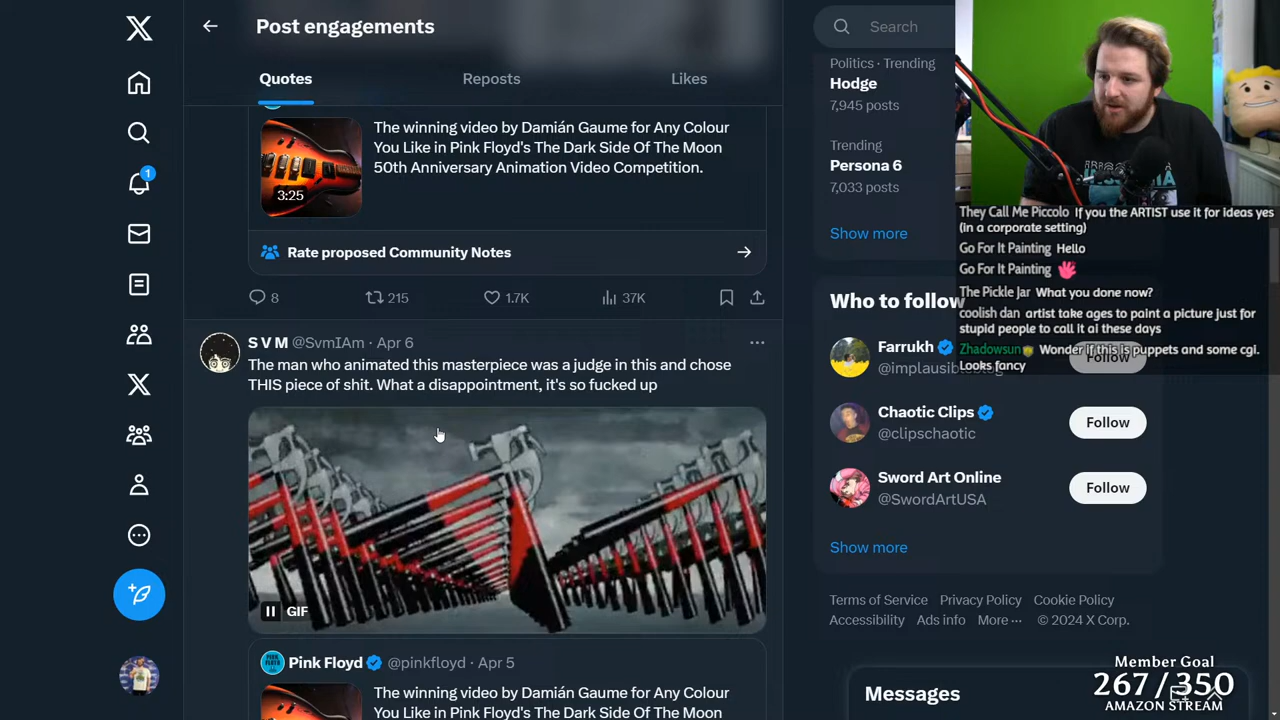 Post engagements
Quotes
Reposts
Likes
The winning video by Damián Gaume for Any Colour
You Like in Pink Floyd's The Dark Side Of The Moon
50th Anniversary Animation Video Competition.
3:25
Rate proposed Community Notes
8
215
1.7K
37K
S V M @SvmIAm · Apr 6
The man who animated this masterpiece was a judge in this and chose
THIS piece of shit. What a disappointment, it's so fucked up
GIF
Pink Floyd @pinkfloyd · Apr 5
The winning video by Damián Gaume for Any Colour
You Like in Pink Floyd's The Dark Side Of The Moon
1
Search
Politics · Trending
Hodge
7,945 posts
Trending
Persona 6
7,033 posts
Show more
Who to follow
Farrukh
@implausibleblog
Follow
Chaotic Clips
@clipschaotic
Follow
Sword Art Online
@SwordArtUSA
Follow
Show more
Terms of Service Privacy Policy Cookie Policy
Accessibility Ads info More ··· © 2024 X Corp.
Messages
They Call Me Piccolo If you the ARTIST use it for ideas yes
(in a corporate setting)
Go For It Painting Hello
Go For It Painting
The Pickle Jar What you done now?
coolish dan artist take ages to paint a picture just for
stupid people to call it ai these days
Zhadowsun Wonder if this is puppets and some cgi.
Looks fancy
Member Goal
267/350
AMAZON STREAM